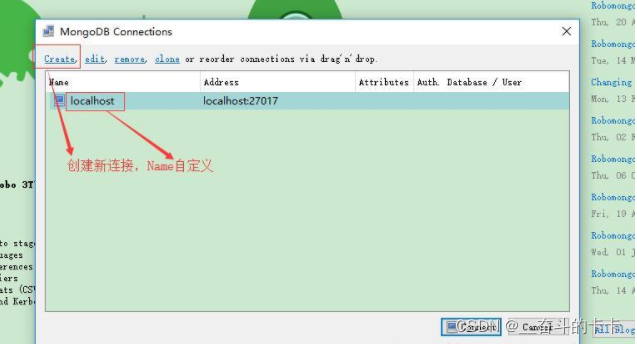 MongoDB Connections
Create, edit, remove, clone or reorder connections via drag'n'drop.
Name Address Attributes Auth. Database / User
localhost localhost:27017
创建新连接，Name自定义
obo 3T
to stage
uages
erences
iers
ats (CSV
nd Kerbe
Robomongo
Thu, 20 A
Robomongo
Tue, 14 M
Changing
Mon, 13 M
Robomongo
Thu, 02 F
Robomongo
Thu, 06 O
Robomongo
Fri, 19 A
Robomongo
Wed, 01 J
Robomongo
Thu, 14 A
All Blog
Connect Cancel
CSDN @一奋斗的卡卡